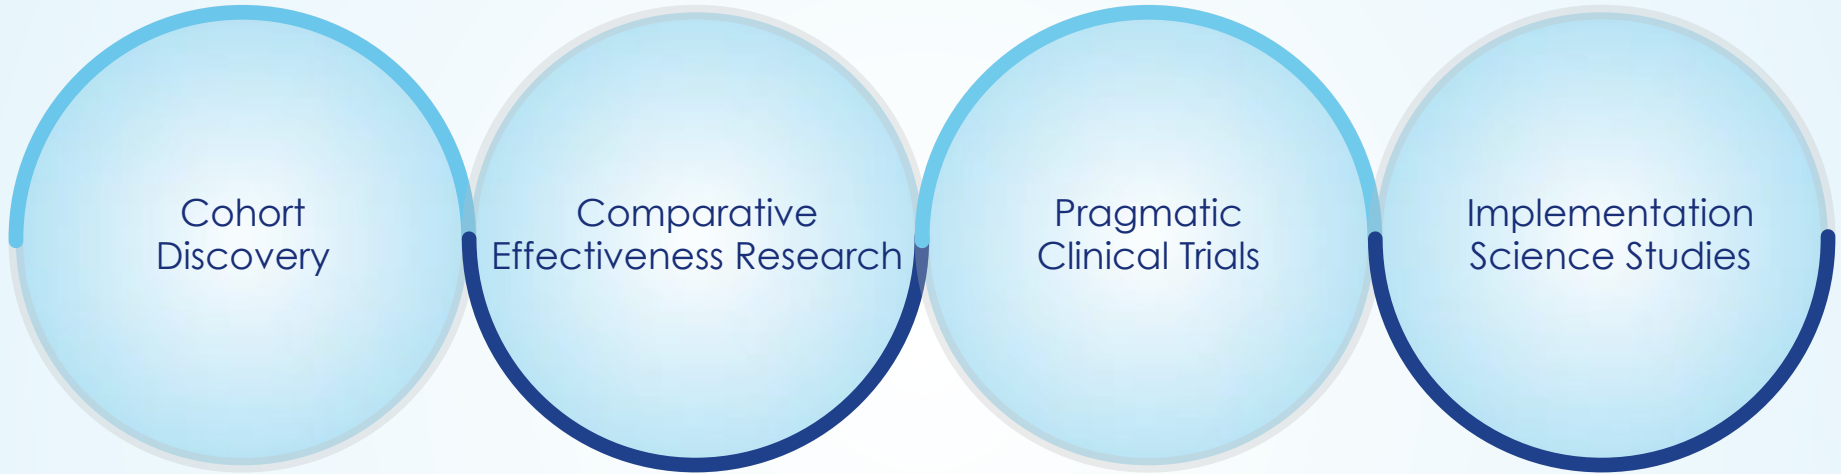 Cohort
Discovery
Comparative
Effectiveness Research
Pragmatic
Clinical Trials
Implementation
Science Studies